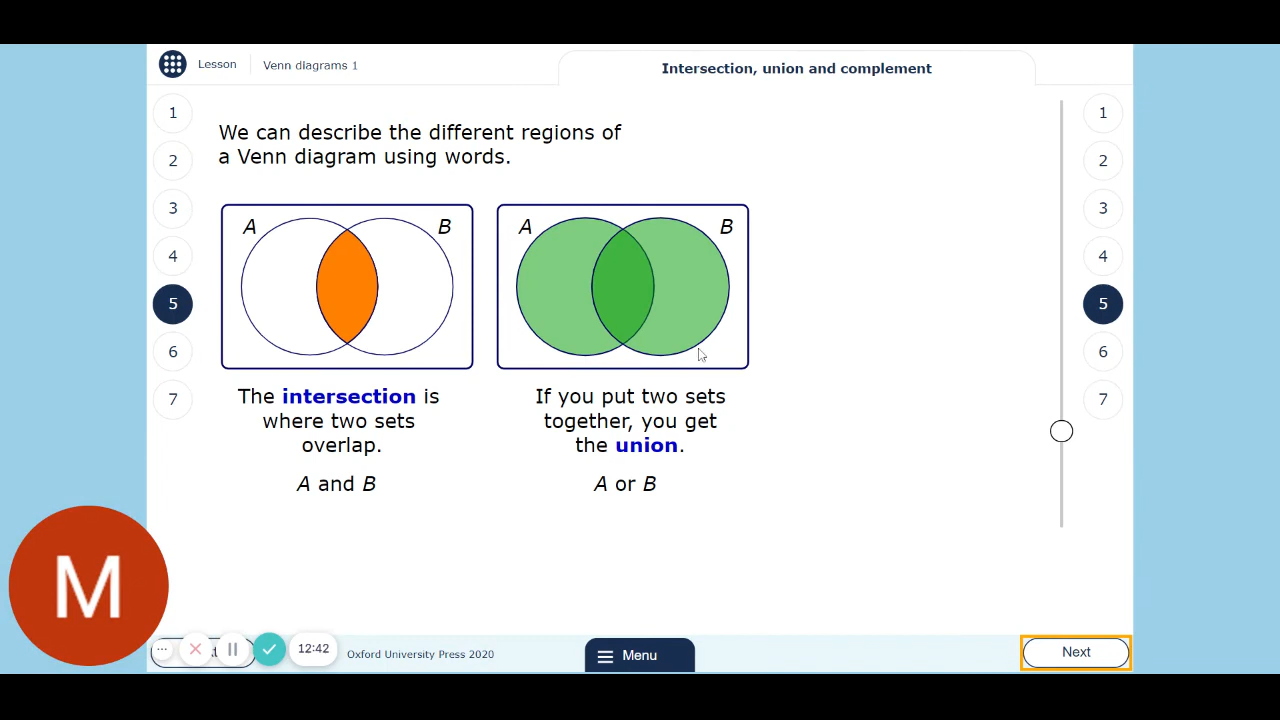 Lesson
Venn diagrams 1
Intersection, union and complement
1
2
3
4
5
6
7
We can describe the different regions of
a Venn diagram using words.
A
B
A
B
The intersection is
where two sets
overlap.
A and B
If you put two sets
together, you get
the union.
A or B
1
2
3
4
5
6
7
M
12:42
Oxford University Press 2020
Menu
Next